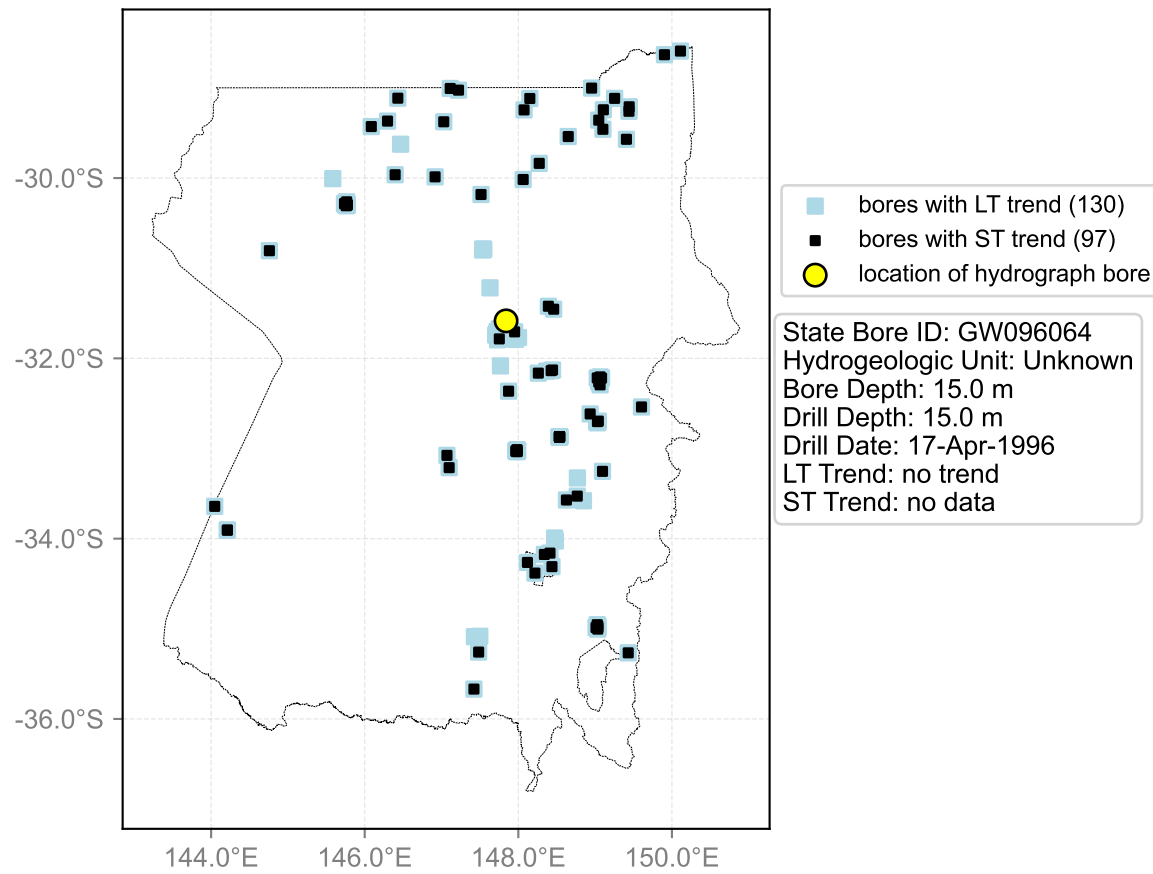 -30.0°S
-32.0°S
-34.0°S
-36.0°S
144.0°E
146.0°E
148.0°E
150.0°E
bores with LT trend (130)
bores with ST trend (97)
location of hydrograph bore
State Bore ID: GW096064
Hydrogeologic Unit: Unknown
Bore Depth: 15.0 m
Drill Depth: 15.0 m
Drill Date: 17-Apr-1996
LT Trend: no trend
ST Trend: no data